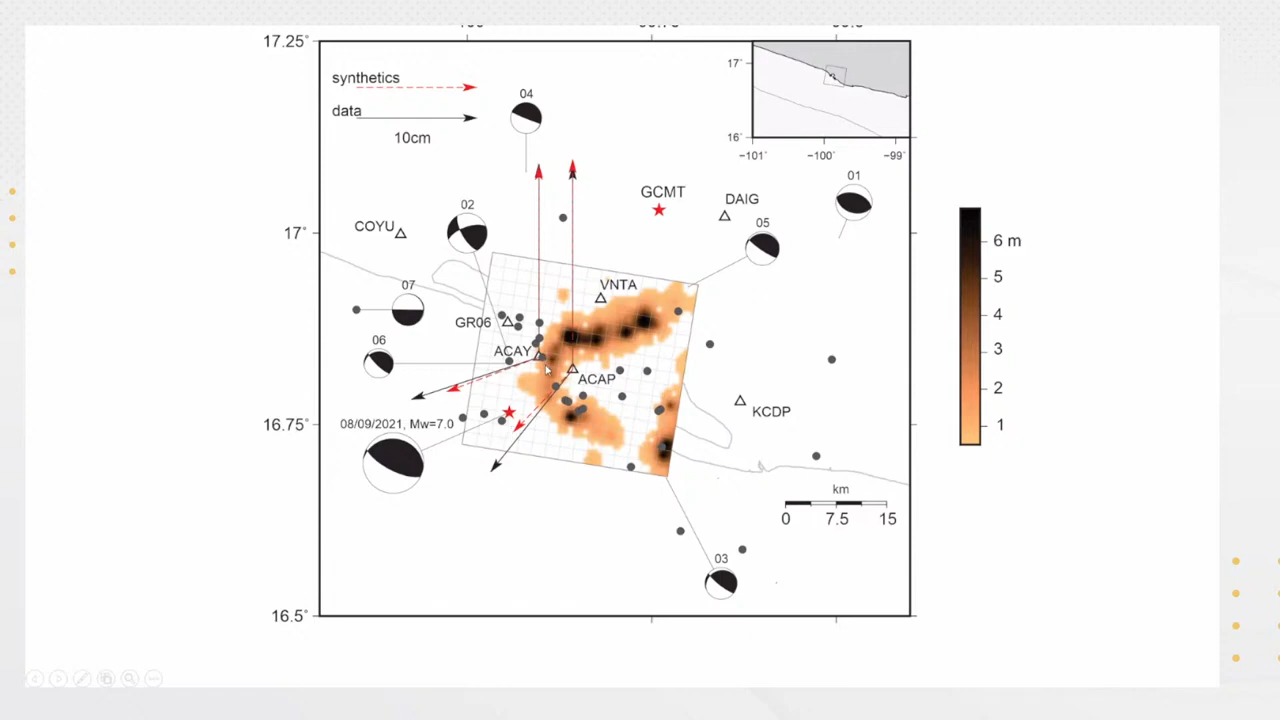 17.25°
synthetics
data
10cm
04
17°
16°
-101°
-100°
-99°
GCMT
DAIG
01
02
COYU
05
17°
07
VNTA
GR06
ACAY
06
ACAP
KCDP
08/09/2021, Mw=7.0
16.75°
km
0 7.5 15
03
16.5°
6 m
5
4
3
2
1